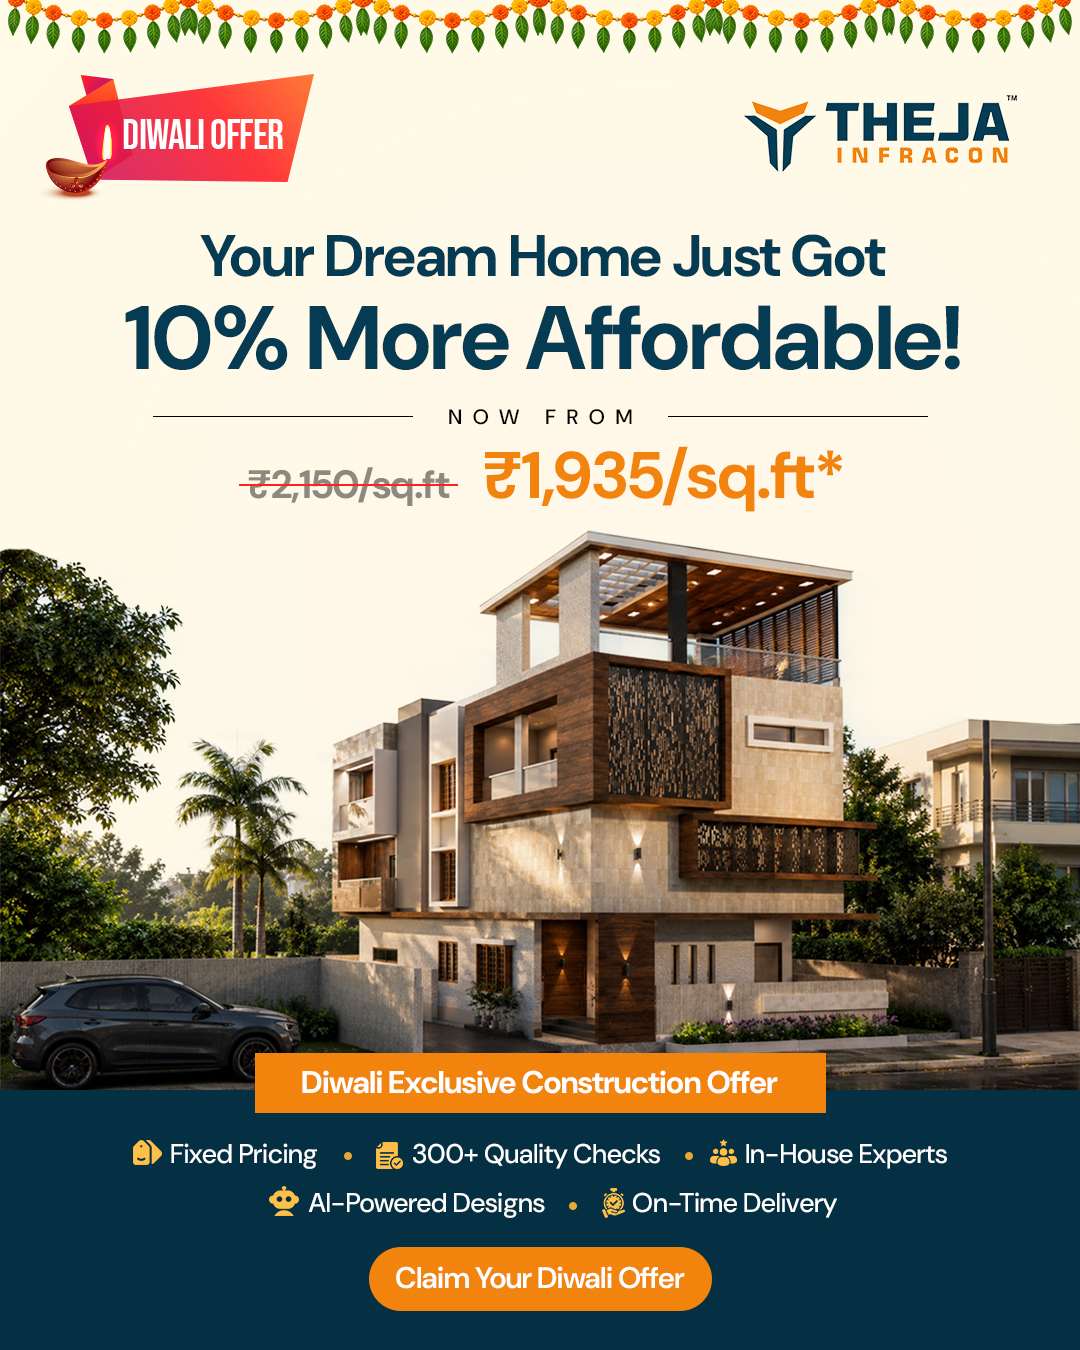 DIWALI OFFER
THEJA™
INFRACON
Your Dream Home Just Got
10% More Affordable!
NOW FROM
₹2,150/sq.ft ₹1,935/sq.ft*
Diwali Exclusive Construction Offer
Fixed Pricing • 300+ Quality Checks • In-House Experts
AI-Powered Designs • On-Time Delivery
Claim Your Diwali Offer